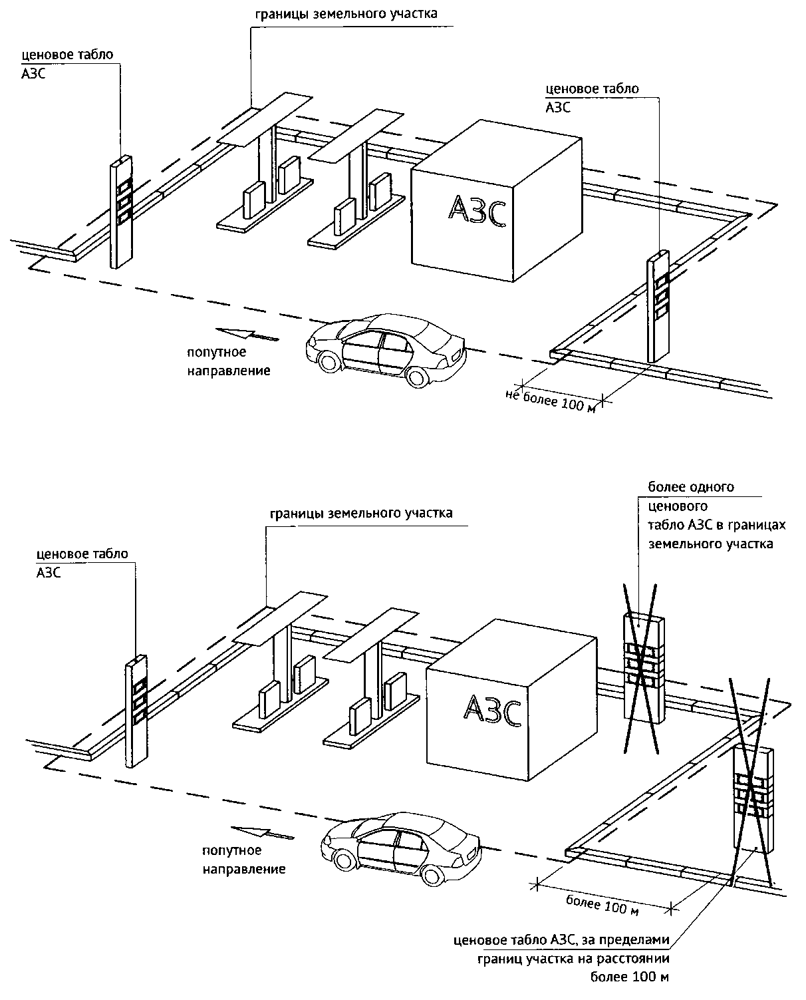 границы земельного участка
ценовое табло
АЗС
ценовое табло
АЗС
АЗС
попутное
направление
не более 100 м
более одного
ценового
табло АЗС в границах
земельного участка
границы земельного участка
ценовое табло
АЗС
АЗС
попутное
направление
более 100 м
ценовое табло АЗС, за пределами
границ участка на расстоянии
более 100 м